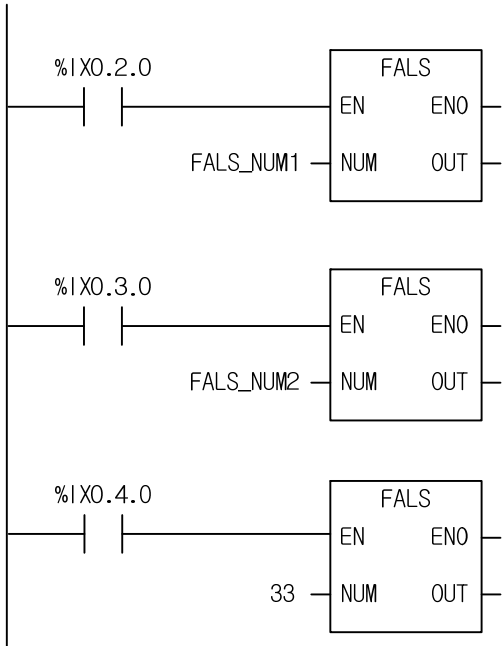 %IX0.2.0
FALS
EN ENO
FALS_NUM1 NUM OUT
%IX0.3.0
FALS
EN ENO
FALS_NUM2 NUM OUT
%IX0.4.0
FALS
EN ENO
33 NUM OUT